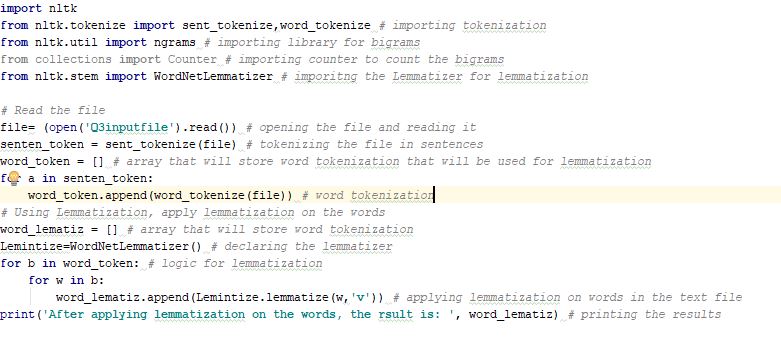 import nltk
from nltk.tokenize import sent_tokenize,word_tokenize # importing tokenization
from nltk.util import ngrams # importing library for bigrams
from collections import Counter # importing counter to count the bigrams
from nltk.stem import WordNetLemmatizer # imporitng the Lemmatizer for lemmatization
# Read the file
file= (open('Q3inputfile').read()) # opening the file and reading it
senten_token = sent_tokenize(file) # tokenizing the file in sentences
word_token = [] # array that will store word tokenization that will be used for lemmatization
for a in senten_token:
    word_token.append(word_tokenize(file)) # word tokenization
# Using Lemmatization, apply lemmatization on the words
word_lematiz = [] # array that will store word tokenization
Lemintize=WordNetLemmatizer() # declaring the lemmatizer
for b in word_token: # logic for lemmatization
    for w in b:
        word_lematiz.append(Lemintize.lemmatize(w,'v')) # applying lemmatization on words in the text file
print('After applying lemmatization on the words, the rsult is: ', word_lematiz) # printing the results